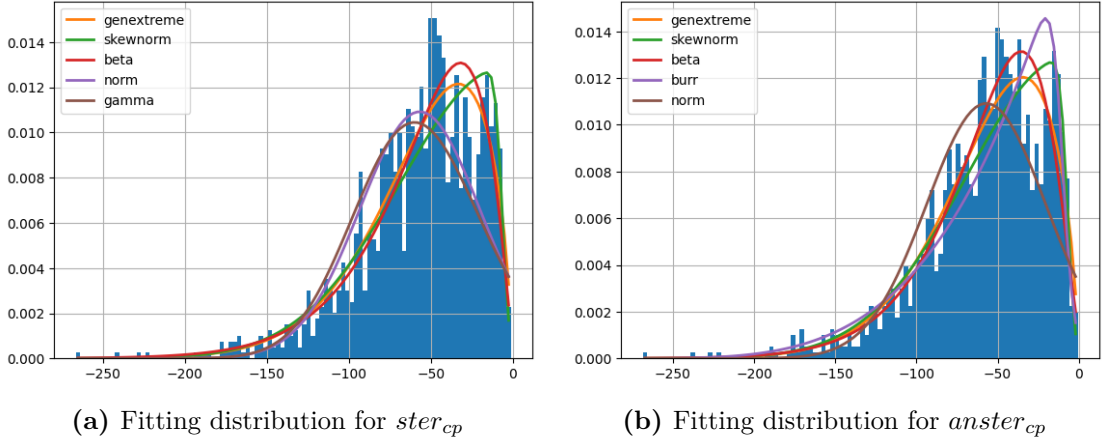 genextreme
skewnorm
beta
norm
gamma
0.014
0.012
0.010
0.008
0.006
0.004
0.002
0.000
−250 −200 −150 −100 −50 0
(a) Fitting distribution for ster_cp
genextreme
skewnorm
beta
burr
norm
0.014
0.012
0.010
0.008
0.006
0.004
0.002
0.000
−250 −200 −150 −100 −50 0
(b) Fitting distribution for anster_cp